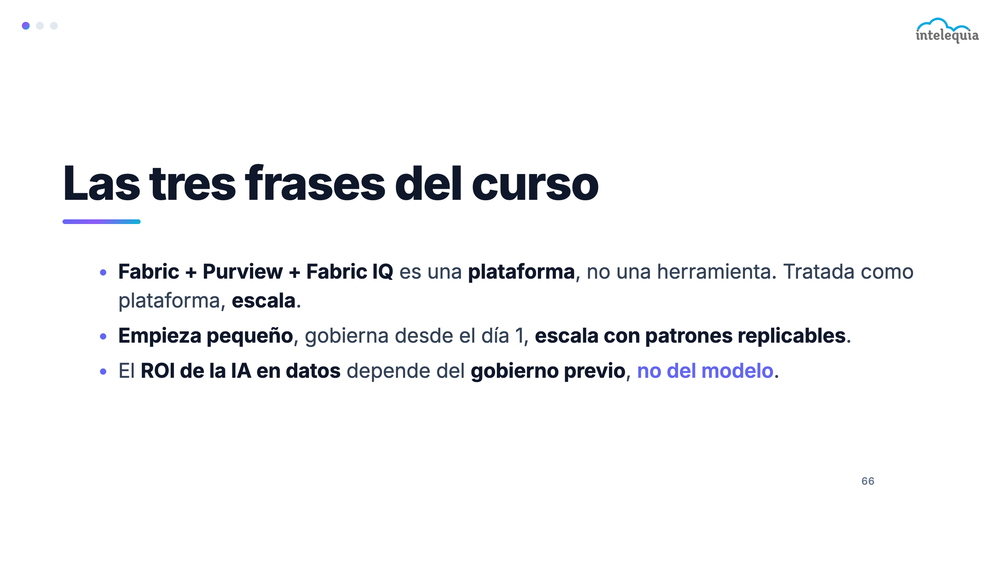 intelequia
Las tres frases del curso
• Fabric + Purview + Fabric IQ es una plataforma, no una herramienta. Tratada como
plataforma, escala.
• Empieza pequeño, gobierna desde el día 1, escala con patrones replicables.
• El ROI de la IA en datos depende del gobierno previo, no del modelo.
66